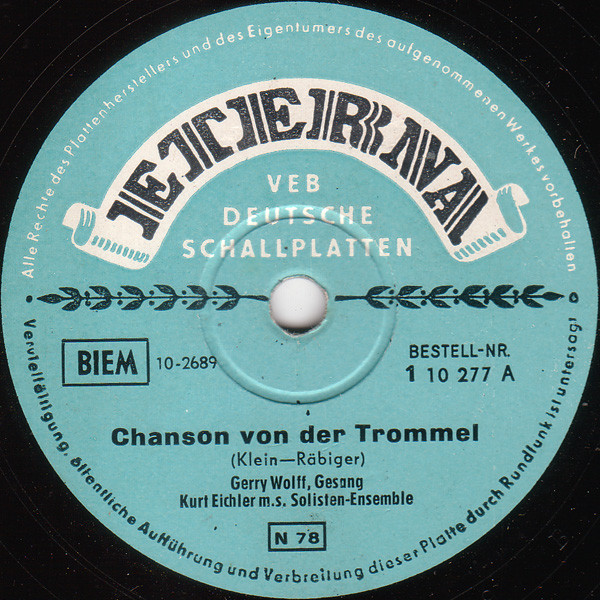 Alle Rechte des Plattenherstellers und des Eigentümers des aufgenommenen Werkes vorbehalten
ETERNA
VEB
DEUTSCHE
SCHALLPLATTEN
BIEM
10-2689
BESTELL-NR.
1 10 277 A
Chanson von der Trommel
(Klein—Räbiger)
Gerry Wolff, Gesang
Kurt Eichler m.s. Solisten-Ensemble
N 78
Vervielfältigung, öffentliche Aufführung und Verbreitung dieser Platte durch Rundfunk ist untersagt